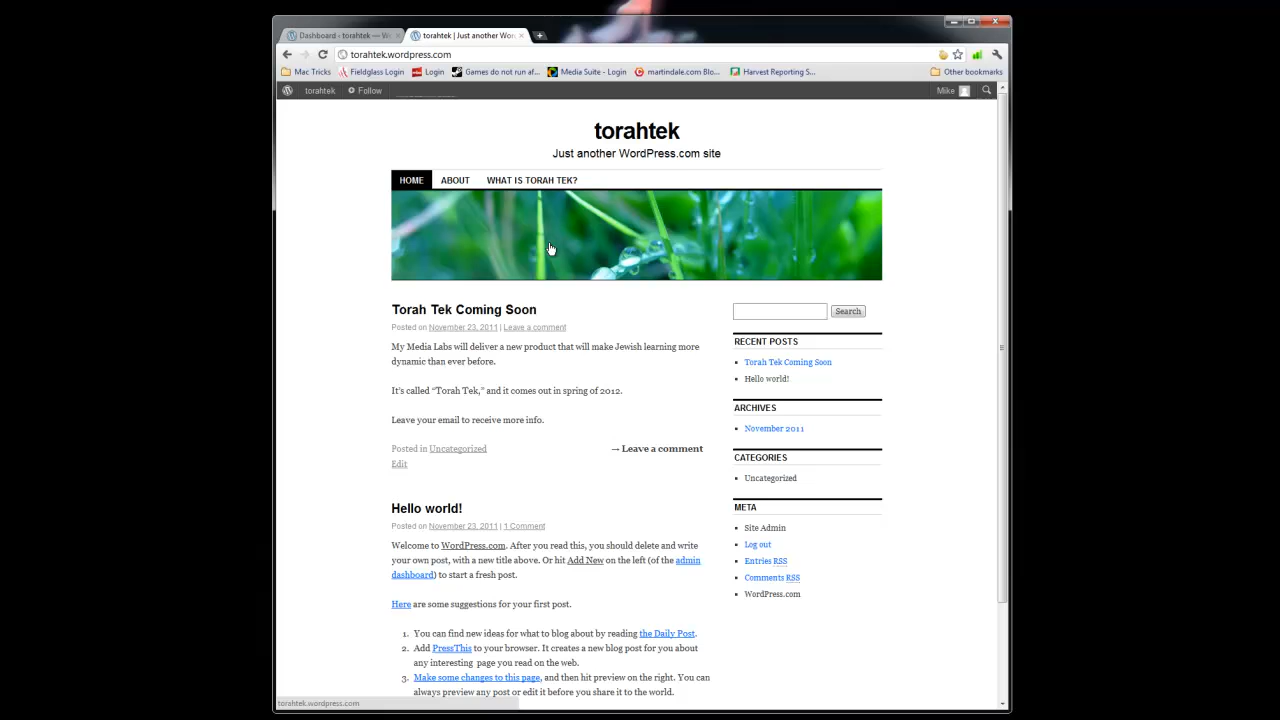 Dashboard ‹ torahtek — W
torahtek | Just another Wor
torahtek.wordpress.com
Mac Tricks
Fieldglass Login
Login
Games do not run af...
Media Suite - Login
martindale.com Blo...
Harvest Reporting S...
Other bookmarks
torahtek
Follow
Mike
torahtek
Just another WordPress.com site
HOME
ABOUT
WHAT IS TORAH TEK?
Torah Tek Coming Soon
Posted on November 23, 2011 | Leave a comment
My Media Labs will deliver a new product that will make Jewish learning more
dynamic than ever before.
It's called “Torah Tek,” and it comes out in spring of 2012.
Leave your email to receive more info.
Posted in Uncategorized
→ Leave a comment
Edit
Hello world!
Posted on November 23, 2011 | 1 Comment
Welcome to WordPress.com. After you read this, you should delete and write
your own post, with a new title above. Or hit Add New on the left (of the admin
dashboard) to start a fresh post.
Here are some suggestions for your first post.
1. You can find new ideas for what to blog about by reading the Daily Post.
2. Add PressThis to your browser. It creates a new blog post for you about
any interesting page you read on the web.
3. Make some changes to this page, and then hit preview on the right. You can
always preview any post or edit it before you share it to the world.
Search
RECENT POSTS
Torah Tek Coming Soon
Hello world!
ARCHIVES
November 2011
CATEGORIES
Uncategorized
META
Site Admin
Log out
Entries RSS
Comments RSS
WordPress.com
torahtek.wordpress.com